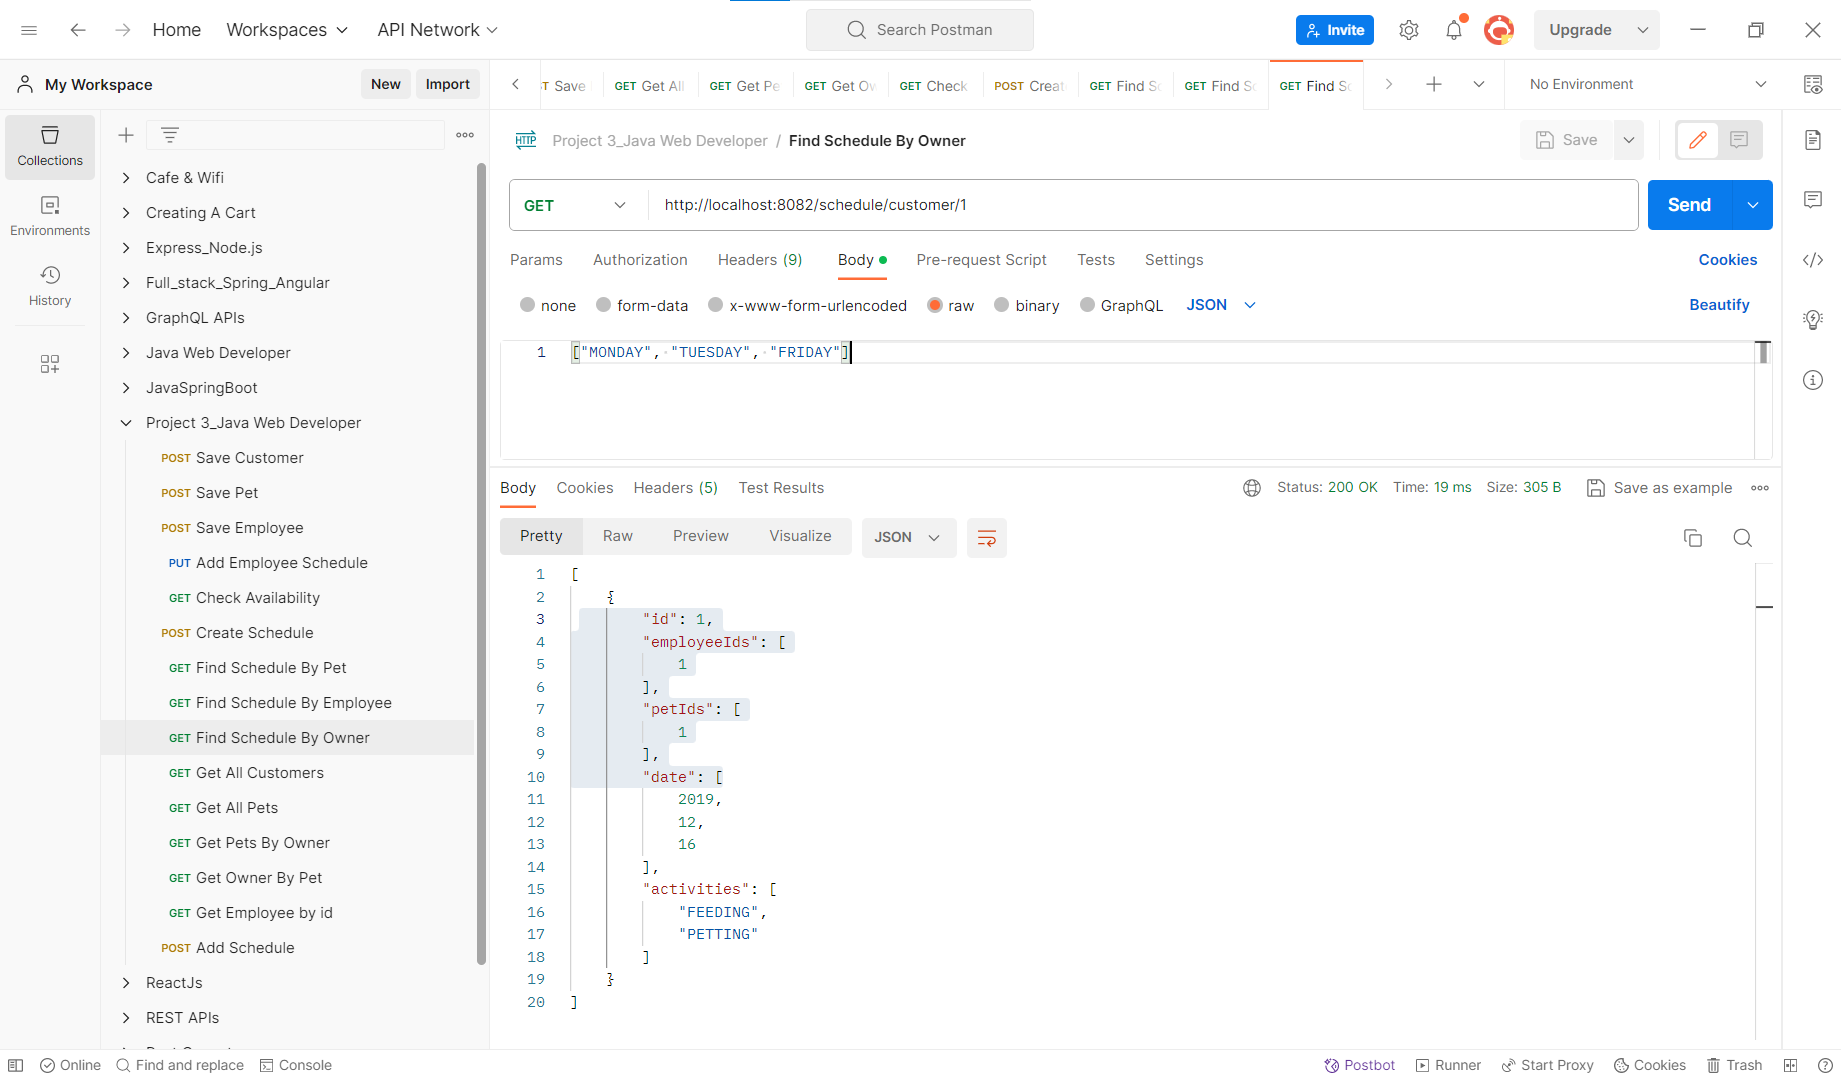 Home
Workspaces
API Network
Search Postman
Invite
Upgrade
My Workspace
New
Import
Save
GET Get All
GET Get Pe
GET Get Ow
GET Check
POST Creat
GET Find Sc
GET Find Sc
GET Find Sc
No Environment
Collections
Environments
History
Cafe & Wifi
Creating A Cart
Express_Node.js
Full_stack_Spring_Angular
GraphQL APIs
Java Web Developer
JavaSpringBoot
Project 3_Java Web Developer
POST Save Customer
POST Save Pet
POST Save Employee
PUT Add Employee Schedule
GET Check Availability
POST Create Schedule
GET Find Schedule By Pet
GET Find Schedule By Employee
GET Find Schedule By Owner
GET Get All Customers
GET Get All Pets
GET Get Pets By Owner
GET Get Owner By Pet
GET Get Employee by id
POST Add Schedule
ReactJs
REST APIs
HTTP Project 3_Java Web Developer / Find Schedule By Owner
Save
GET
http://localhost:8082/schedule/customer/1
Send
Params
Authorization
Headers (9)
Body
Pre-request Script
Tests
Settings
Cookies
none
form-data
x-www-form-urlencoded
raw
binary
GraphQL
JSON
Beautify
1 ["MONDAY", "TUESDAY", "FRIDAY"]
Body
Cookies
Headers (5)
Test Results
Status: 200 OK
Time: 19 ms
Size: 305 B
Save as example
Pretty
Raw
Preview
Visualize
JSON
1 [
2 {
3 "id": 1,
4 "employeeIds": [
5 1
6 ],
7 "petIds": [
8 1
9 ],
10 "date": [
11 2019,
12 12,
13 16
14 ],
15 "activities": [
16 "FEEDING",
17 "PETTING"
18 ]
19 }
20 ]
Online
Find and replace
Console
Postbot
Runner
Start Proxy
Cookies
Trash